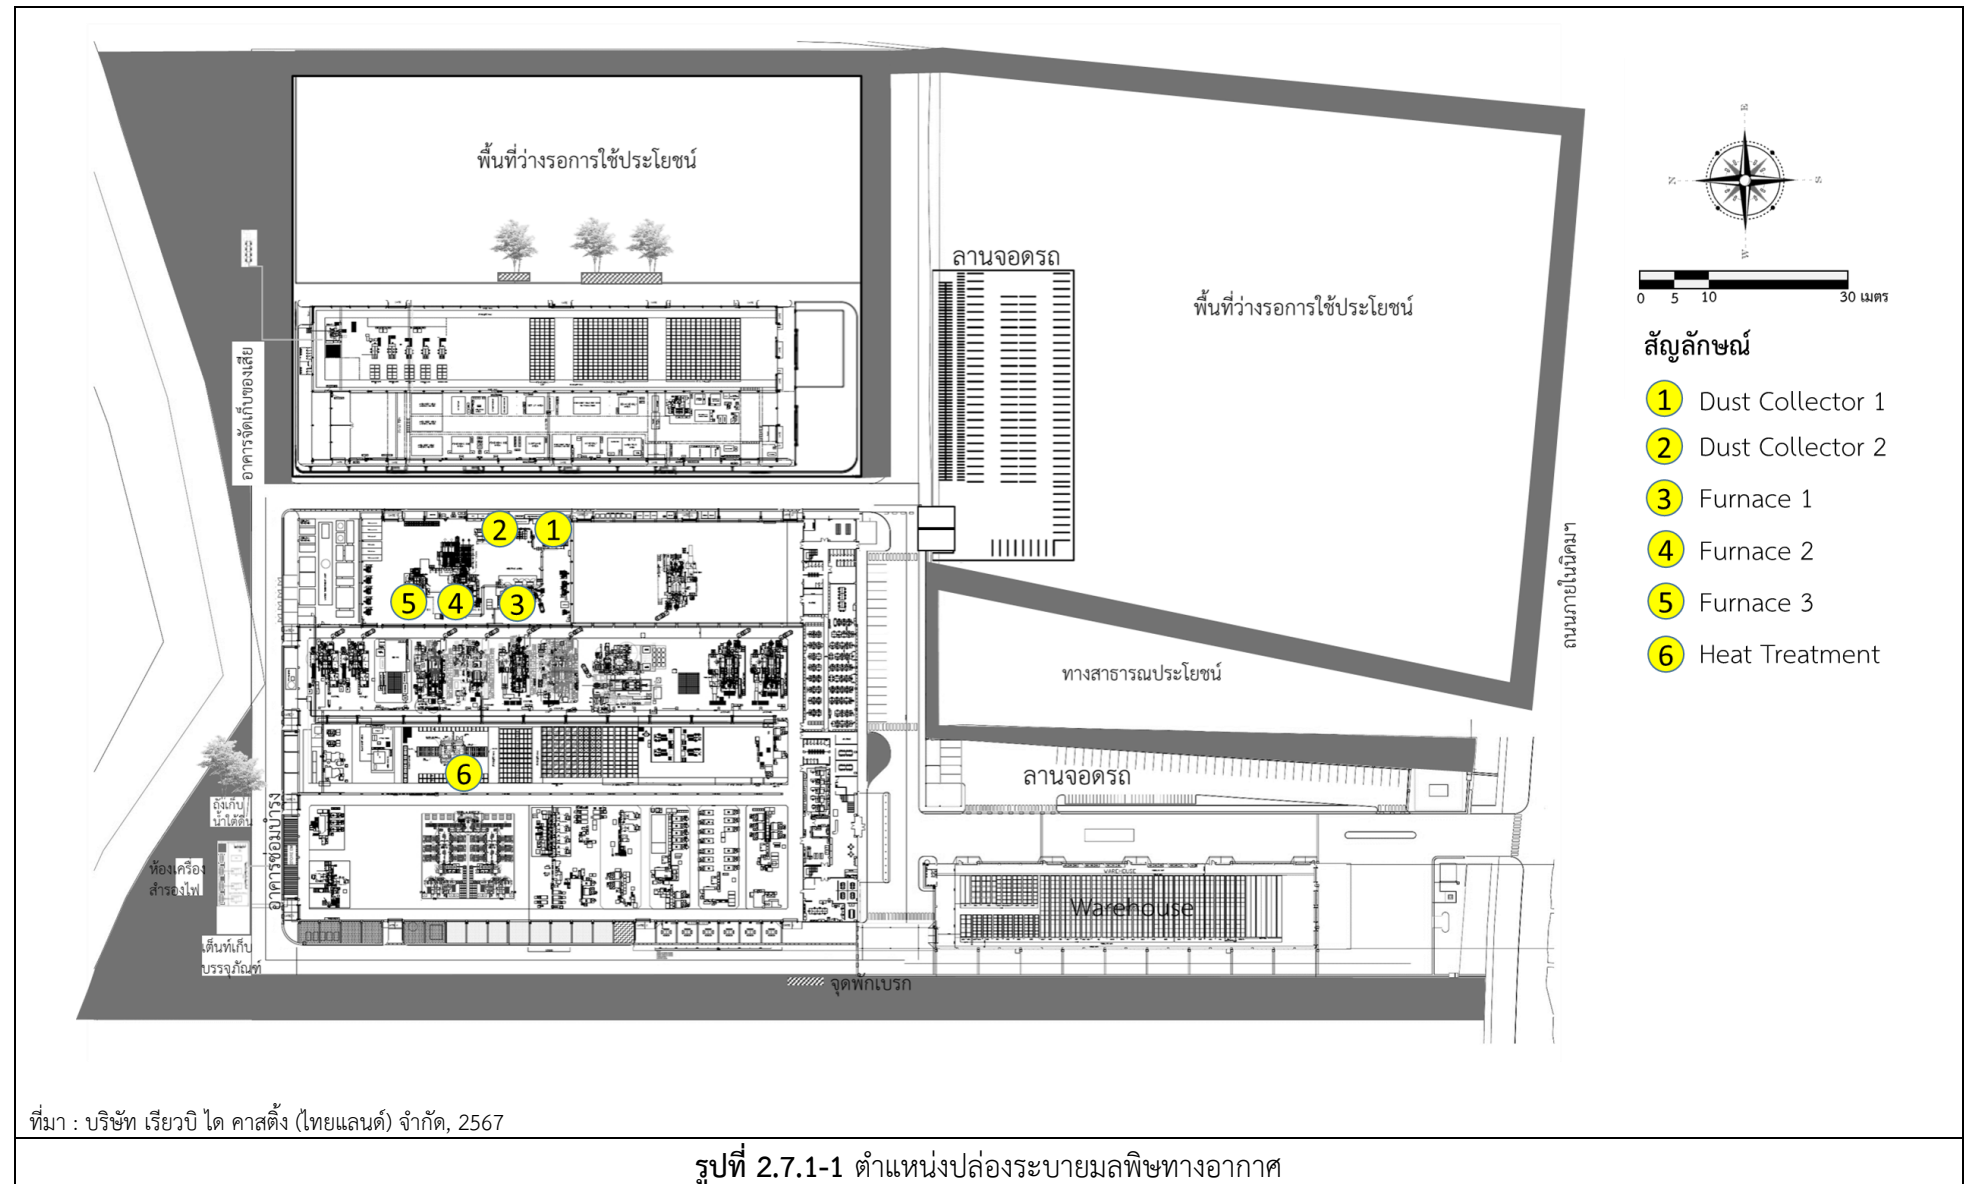 พื้นที่ว่างรอการใช้ประโยชน์
ลานจอดรถ
พื้นที่ว่างรอการใช้ประโยชน์
E
N
S
W
0 5 10 30 เมตร
สัญลักษณ์
1 Dust Collector 1
2 Dust Collector 2
3 Furnace 1
4 Furnace 2
5 Furnace 3
6 Heat Treatment
อาคารจัดเก็บของเสีย
2
1
5
4
3
6
ถนนภายในนิคมฯ
ทางสาธารณประโยชน์
ลานจอดรถ
ถังเก็บ
น้ำใต้ดิน
อาคารซ่อมบำรุง
ห้องเครื่อง
สำรองไฟ
เต็นท์เก็บ
บรรจุภัณฑ์
WAREHOUSE
Warehouse
จุดพักเบรก
ที่มา : บริษัท เรียวบิ ได คาสติ้ง (ไทยแลนด์) จำกัด, 2567
รูปที่ 2.7.1-1 ตำแหน่งปล่องระบายมลพิษทางอากาศ